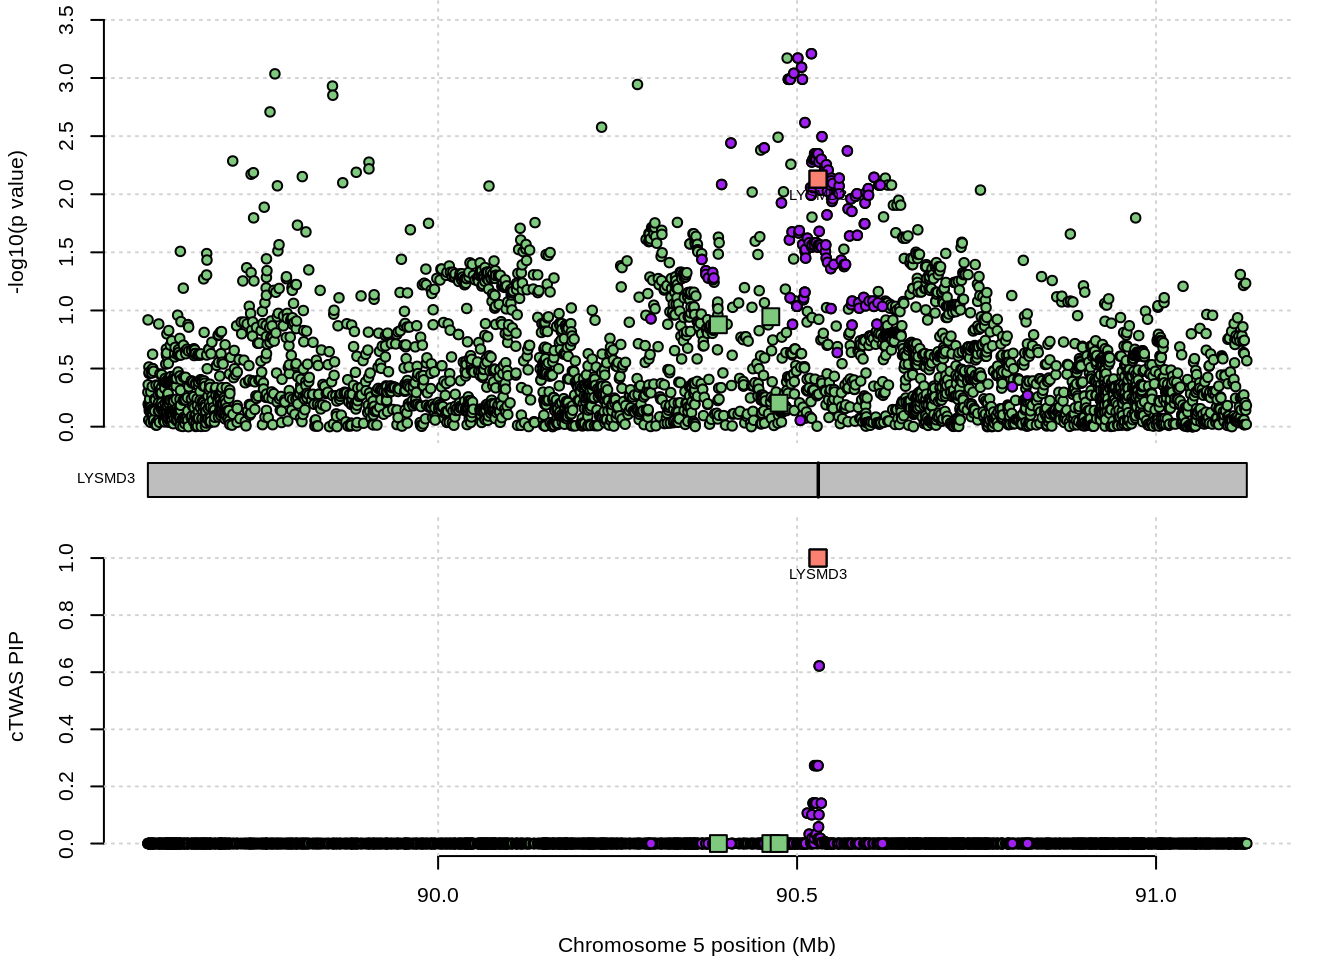 -log10(p value)
3.5
3.0
2.5
2.0
1.5
1.0
0.5
0.0
LYSMD3
LYSMD3
cTWAS PIP
1.0
0.8
0.6
0.4
0.2
0.0
LYSMD3
90.0 90.5 91.0
Chromosome 5 position (Mb)